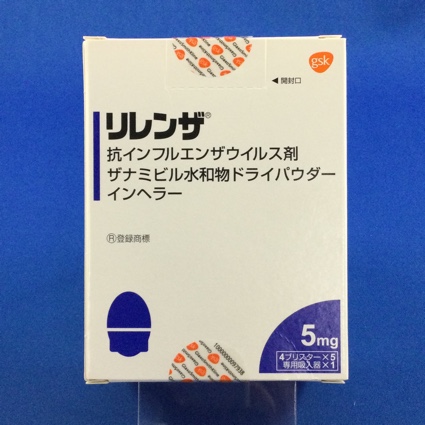 gsk
◀ 開封口
リレンザ®
抗インフルエンザウイルス剤
ザナミビル水和物ドライパウダー
インヘラー
Ⓡ登録商標
5mg
4ブリスター×5
専用吸入器×1